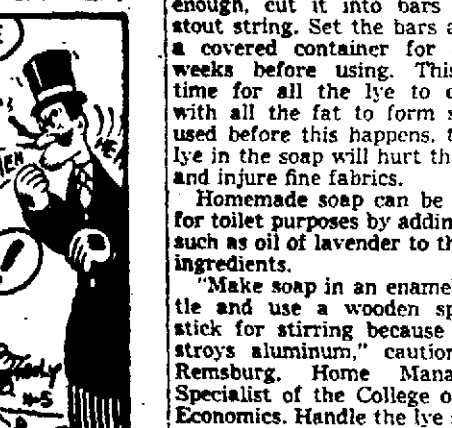 HEH
HEH
!
4-5
enough, cut it into bars
stout string. Set the bars a
a covered container for
weeks before using. This
time for all the lye to c
with all the fat to form s
used before this happens, t
lye in the soap will hurt th
and injure fine fabrics.
Homemade soap can be
for toilet purposes by addin
such as oil of lavender to th
ingredients.
"Make soap in an enamel
tle and use a wooden sp
stick for stirring because
stroys aluminum," caution
Remsburg, Home Mana
Specialist of the College o
Economics. Handle the lye